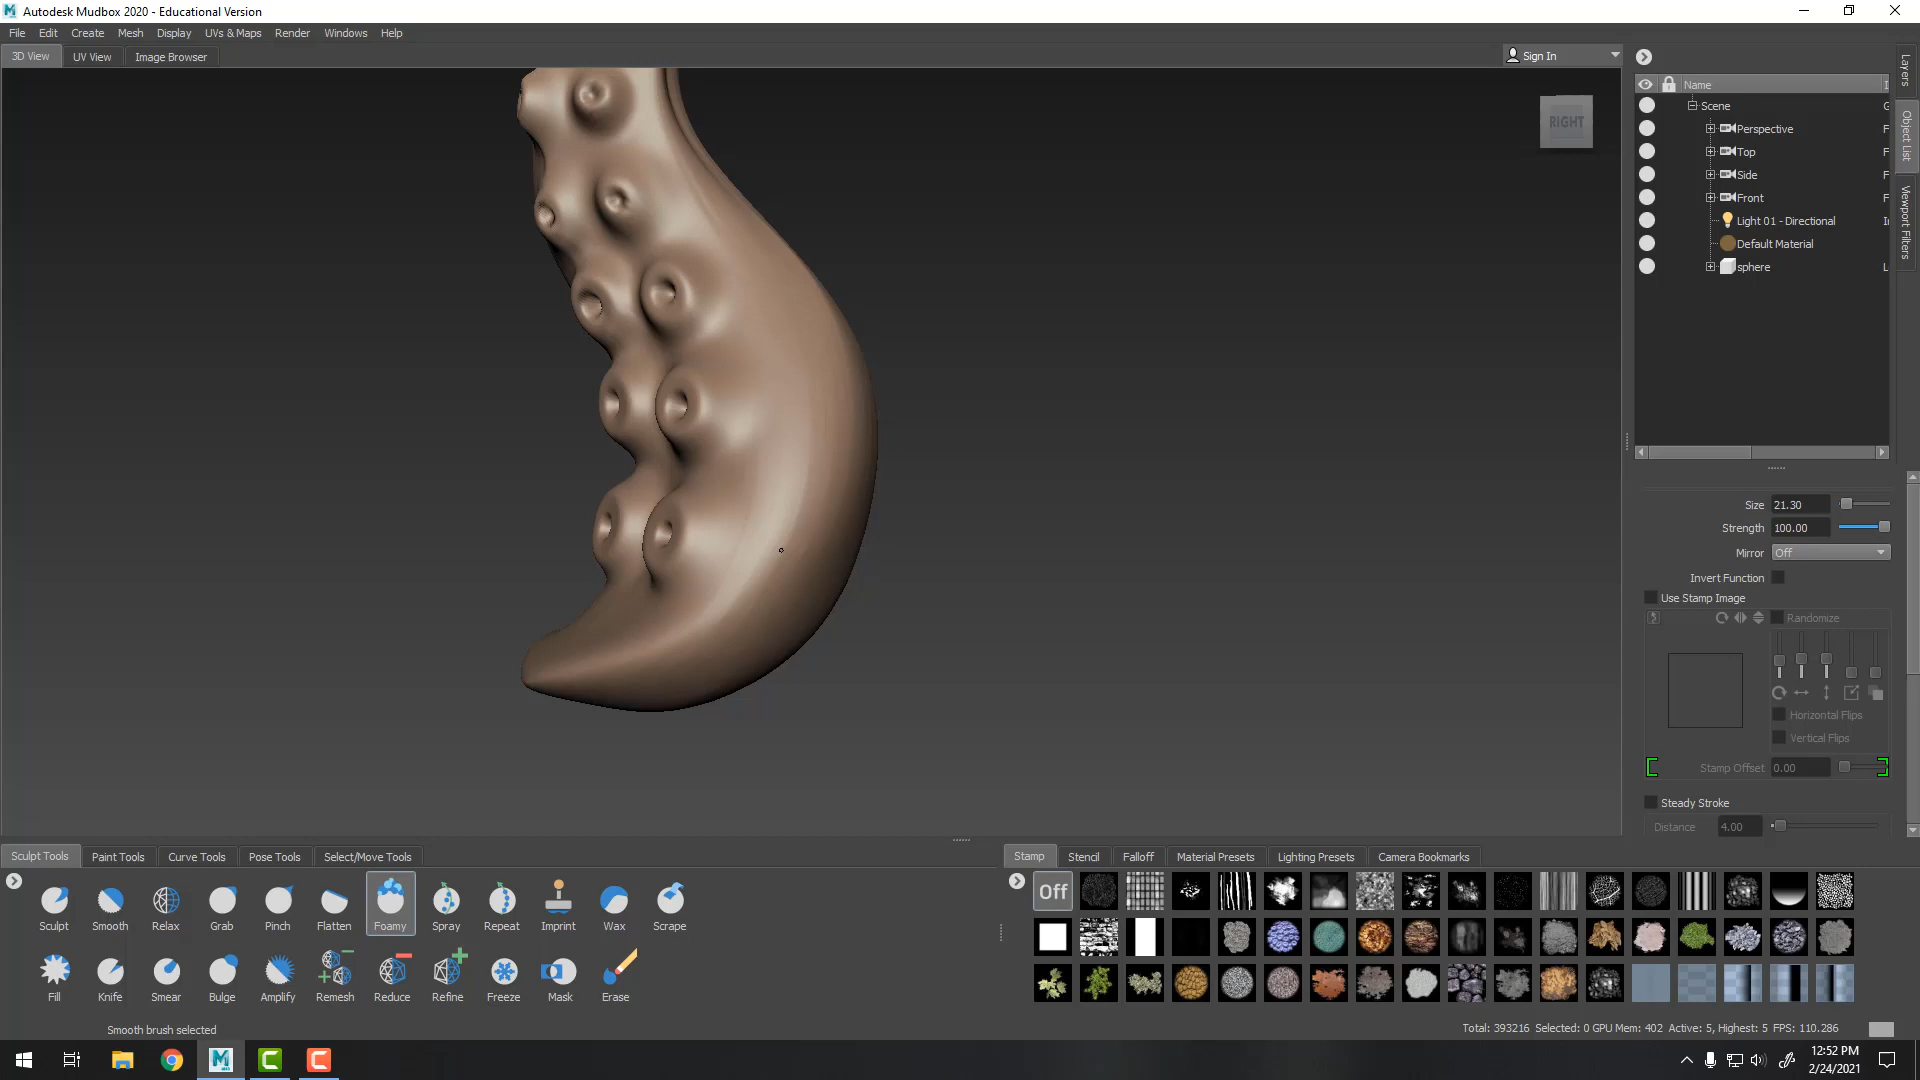 Autodesk Mudbox 2020 - Educational Version
File Edit Create Mesh Display UVs & Maps Render Windows Help
3D View UV View Image Browser
Sign In
RIGHT
Name
Scene
Perspective
Top
Side
Front
Light 01 - Directional
Default Material
sphere
Layers
Object List
Viewport Filters
Size 21.30
Strength 100.00
Mirror Off
Invert Function
Use Stamp Image
Randomize
Horizontal Flips
Vertical Flips
Stamp Offset 0.00
Steady Stroke
Distance 4.00
Sculpt Tools Paint Tools Curve Tools Pose Tools Select/Move Tools
Sculpt Smooth Relax Grab Pinch Flatten Foamy Spray Repeat Imprint Wax Scrape
Fill Knife Smear Bulge Amplify Remesh Reduce Refine Freeze Mask Erase
Stamp Stencil Falloff Material Presets Lighting Presets Camera Bookmarks
Off
Smooth brush selected
Total: 393216 Selected: 0 GPU Mem: 402 Active: 5, Highest: 5 FPS: 110.286
12:52 PM
2/24/2021